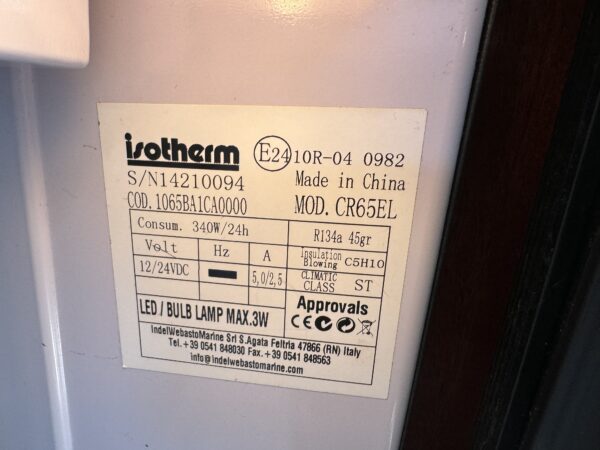 isotherm
E24 10R-04 0982
S/N14210094 Made in China
COD. 1065BA1CA0000 MOD. CR65EL
Consum. 340W/24h R134a 45gr
Volt Hz A
Insulation Blowing C5H10
12/24VDC 5,0/2,5
CLIMATIC CLASS ST
LED / BULB LAMP MAX.3W
Approvals
CE
IndelWebastoMarine Srl S.Agata Feltria 47866 (RN) Italy
Tel.+39 0541 848030 Fax.+39 0541 848563
info@indelwebastomarine.com